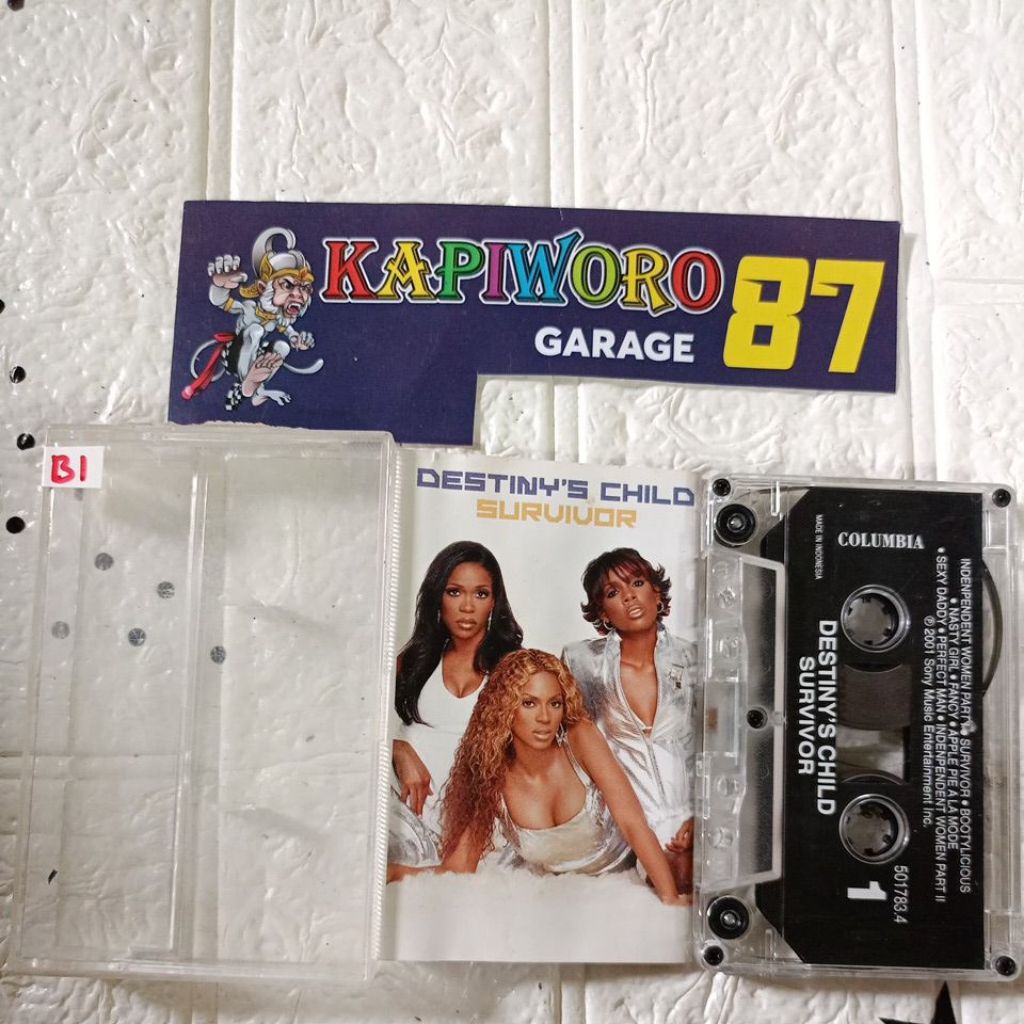 KAPIWORO
GARAGE
87
B1
DESTINY'S CHILD
SURVIVOR
COLUMBIA
MADE IN INDONESIA
INDENPENDENT WOMEN PART I • SURVIVOR • BOOTYLICIOUS
• NASTY GIRL • FANCY • APPLE PIE A LA MODE
• SEXY DADDY • PERFECT MAN • INDENPENDENT WOMEN PART II
℗ 2001 Sony Music Entertainment Inc.
DESTINY'S CHILD
SURVIVOR
501783.4
1